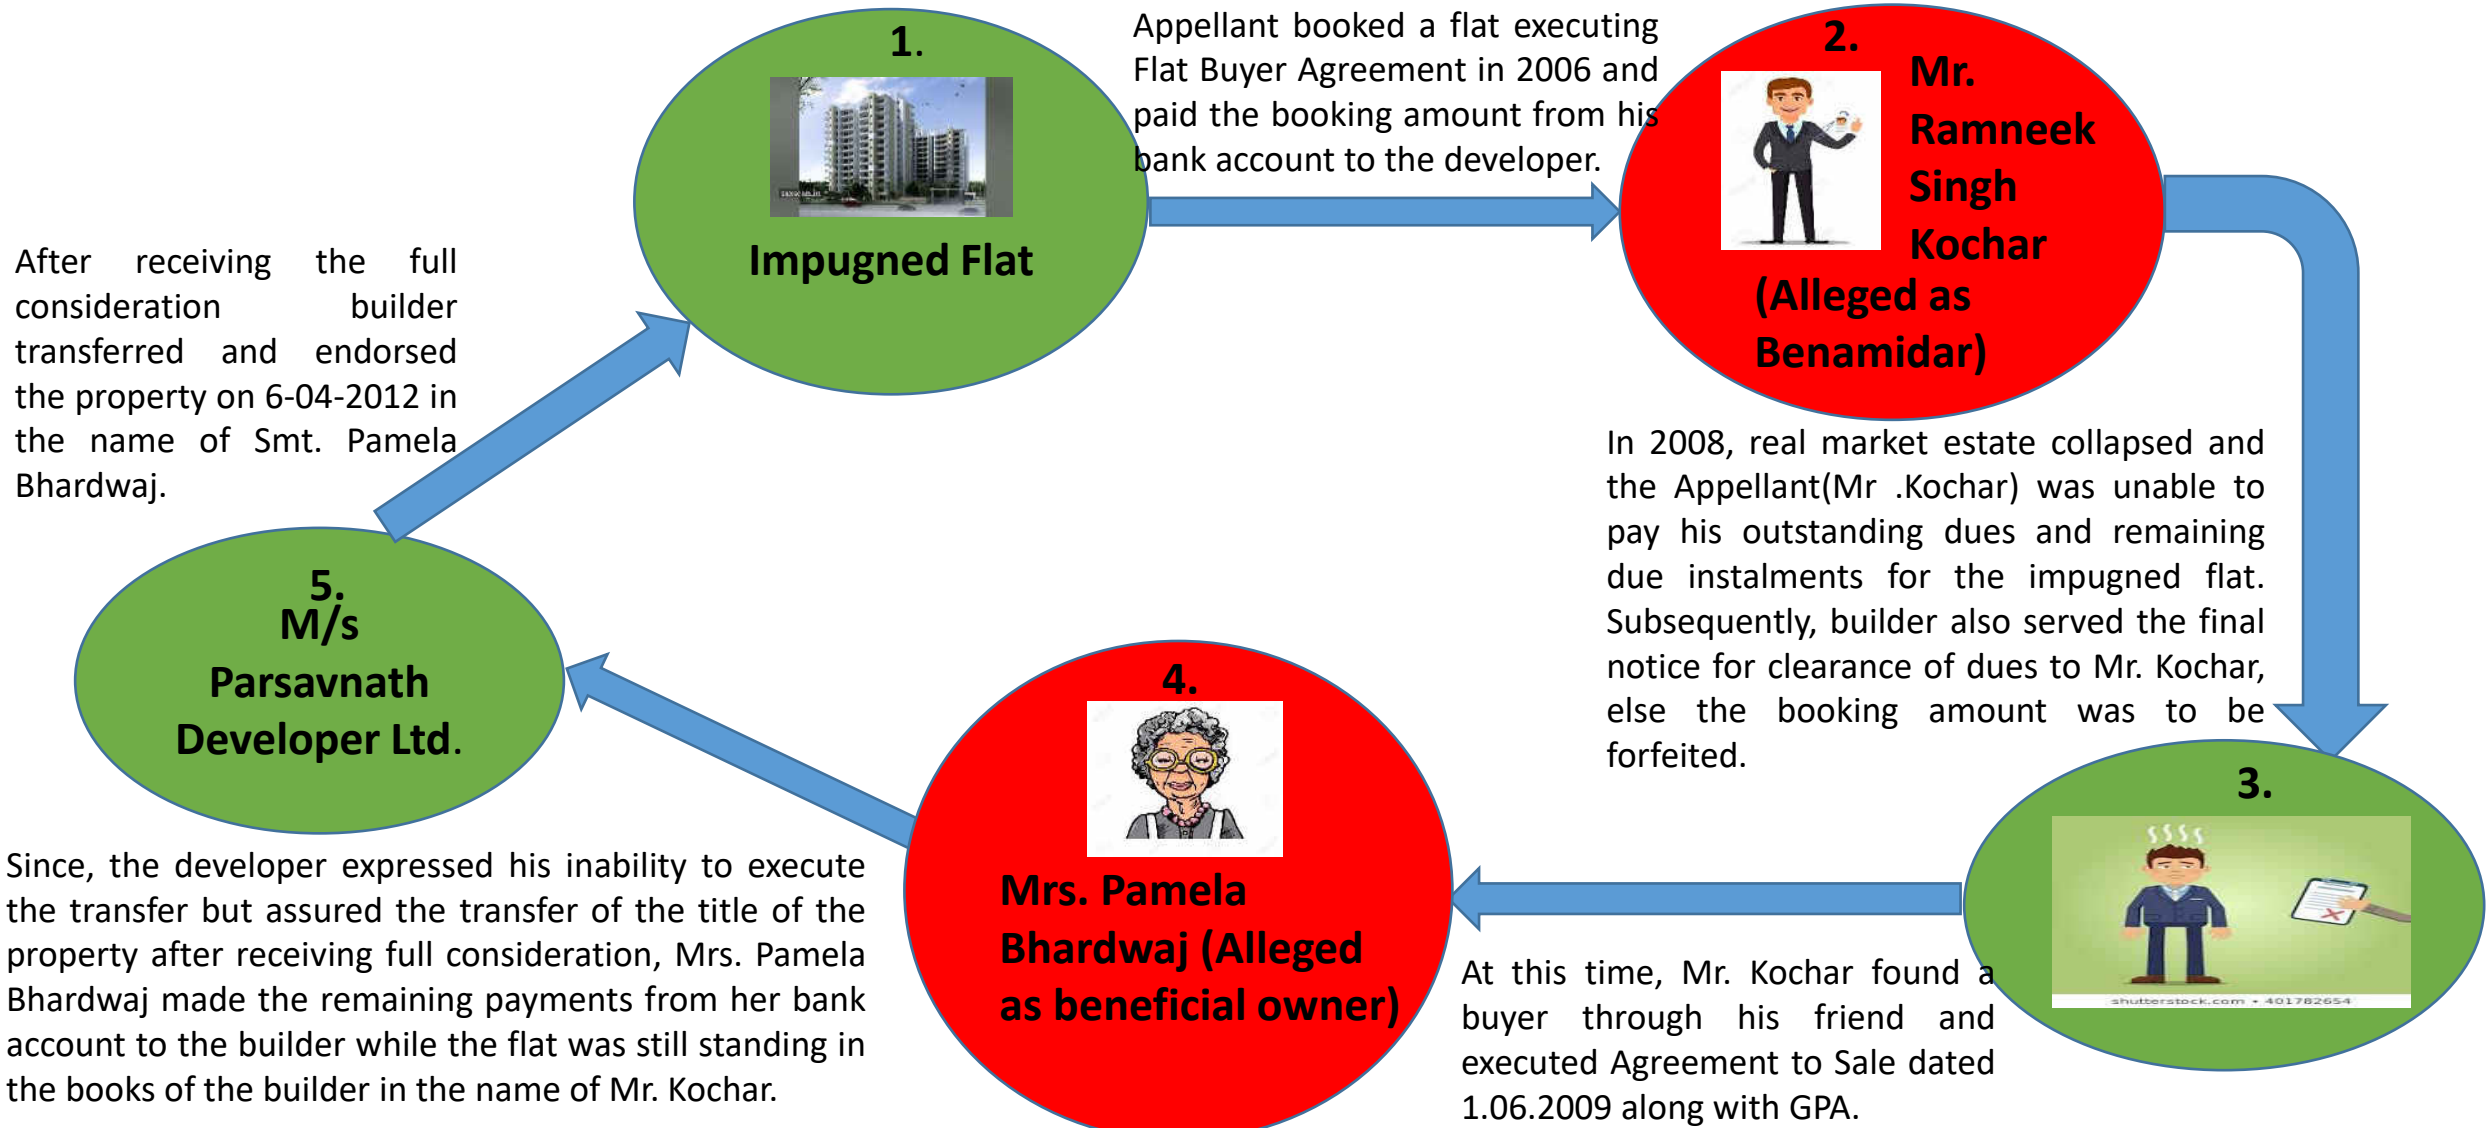 1.
Impugned Flat
Appellant booked a flat executing
Flat Buyer Agreement in 2006 and
paid the booking amount from his
bank account to the developer.
2.
Mr.
Ramneek
Singh
Kochar
(Alleged as
Benamidar)
In 2008, real market estate collapsed and
the Appellant(Mr .Kochar) was unable to
pay his outstanding dues and remaining
due instalments for the impugned flat.
Subsequently, builder also served the final
notice for clearance of dues to Mr. Kochar,
else the booking amount was to be
forfeited.
3.
shutterstock.com • 401782654
At this time, Mr. Kochar found a
buyer through his friend and
executed Agreement to Sale dated
1.06.2009 along with GPA.
4.
Mrs. Pamela
Bhardwaj (Alleged
as beneficial owner)
Since, the developer expressed his inability to execute
the transfer but assured the transfer of the title of the
property after receiving full consideration, Mrs. Pamela
Bhardwaj made the remaining payments from her bank
account to the builder while the flat was still standing in
the books of the builder in the name of Mr. Kochar.
5.
M/s
Parsavnath
Developer Ltd.
After receiving the full
consideration builder
transferred and endorsed
the property on 6-04-2012 in
the name of Smt. Pamela
Bhardwaj.